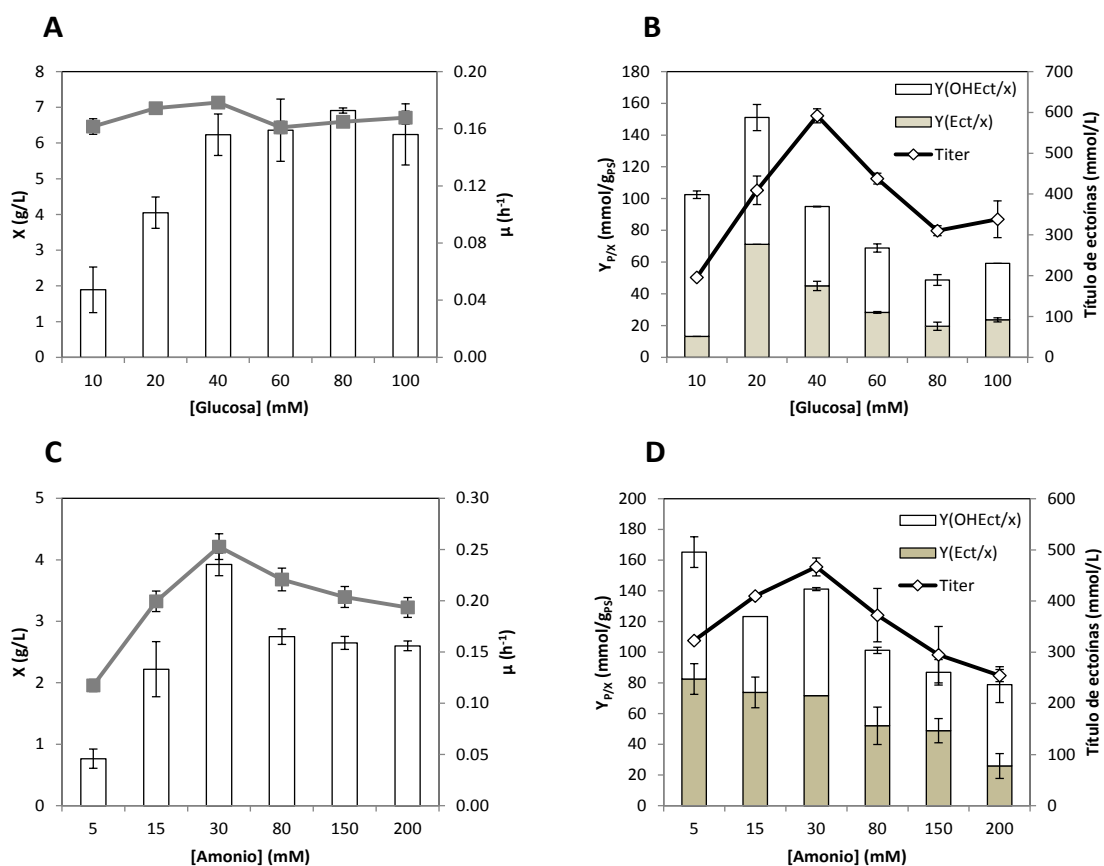 A
X (g/L)
8
7
6
5
4
3
2
1
0
0.20
0.16
0.12
0.08
0.04
0.00
µ (h-1)
10 20 40 60 80 100
[Glucosa] (mM)
B
YP/X (mmol/gPS)
180
160
140
120
100
80
60
40
20
0
Y(OHEct/x)
Y(Ect/x)
Titer
700
600
500
400
300
200
100
0
Título de ectoínas (mmol/L)
10 20 40 60 80 100
[Glucosa] (mM)
C
X (g/L)
5
4
3
2
1
0
0.30
0.25
0.20
0.15
0.10
0.05
0.00
µ (h-1)
5 15 30 80 150 200
[Amonio] (mM)
D
YP/X (mmol/gPS)
200
180
160
140
120
100
80
60
40
20
0
Y(OHEct/x)
Y(Ect/x)
Titer
600
500
400
300
200
100
0
Título de ectoínas (mmol/L)
5 15 30 80 150 200
[Amonio] (mM)